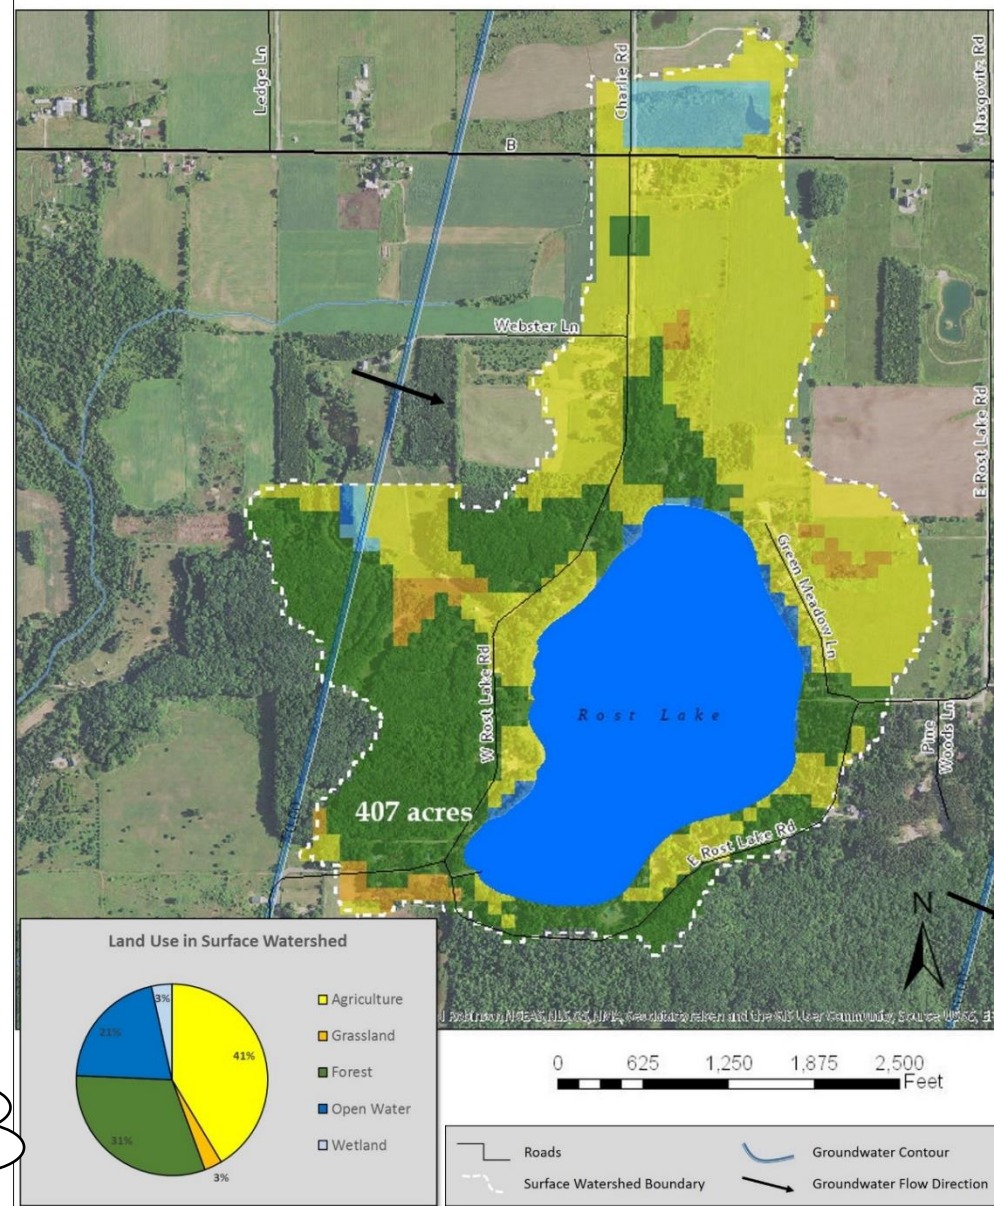 Ledge Ln
Charlie Rd
Nasgovitz Rd
B
Webster Ln
E Rost Lake Rd
Green Meadow Ln
W Rost Lake Rd
Rost Lake
Pine
Woods Ln
407 acres
E Rost Lake Rd
N
Land Use in Surface Watershed
3%
21%
41%
31%
3%
Agriculture
Grassland
Forest
Open Water
Wetland
0 625 1,250 1,875 2,500
Feet
Roads
Groundwater Contour
Surface Watershed Boundary
Groundwater Flow Direction